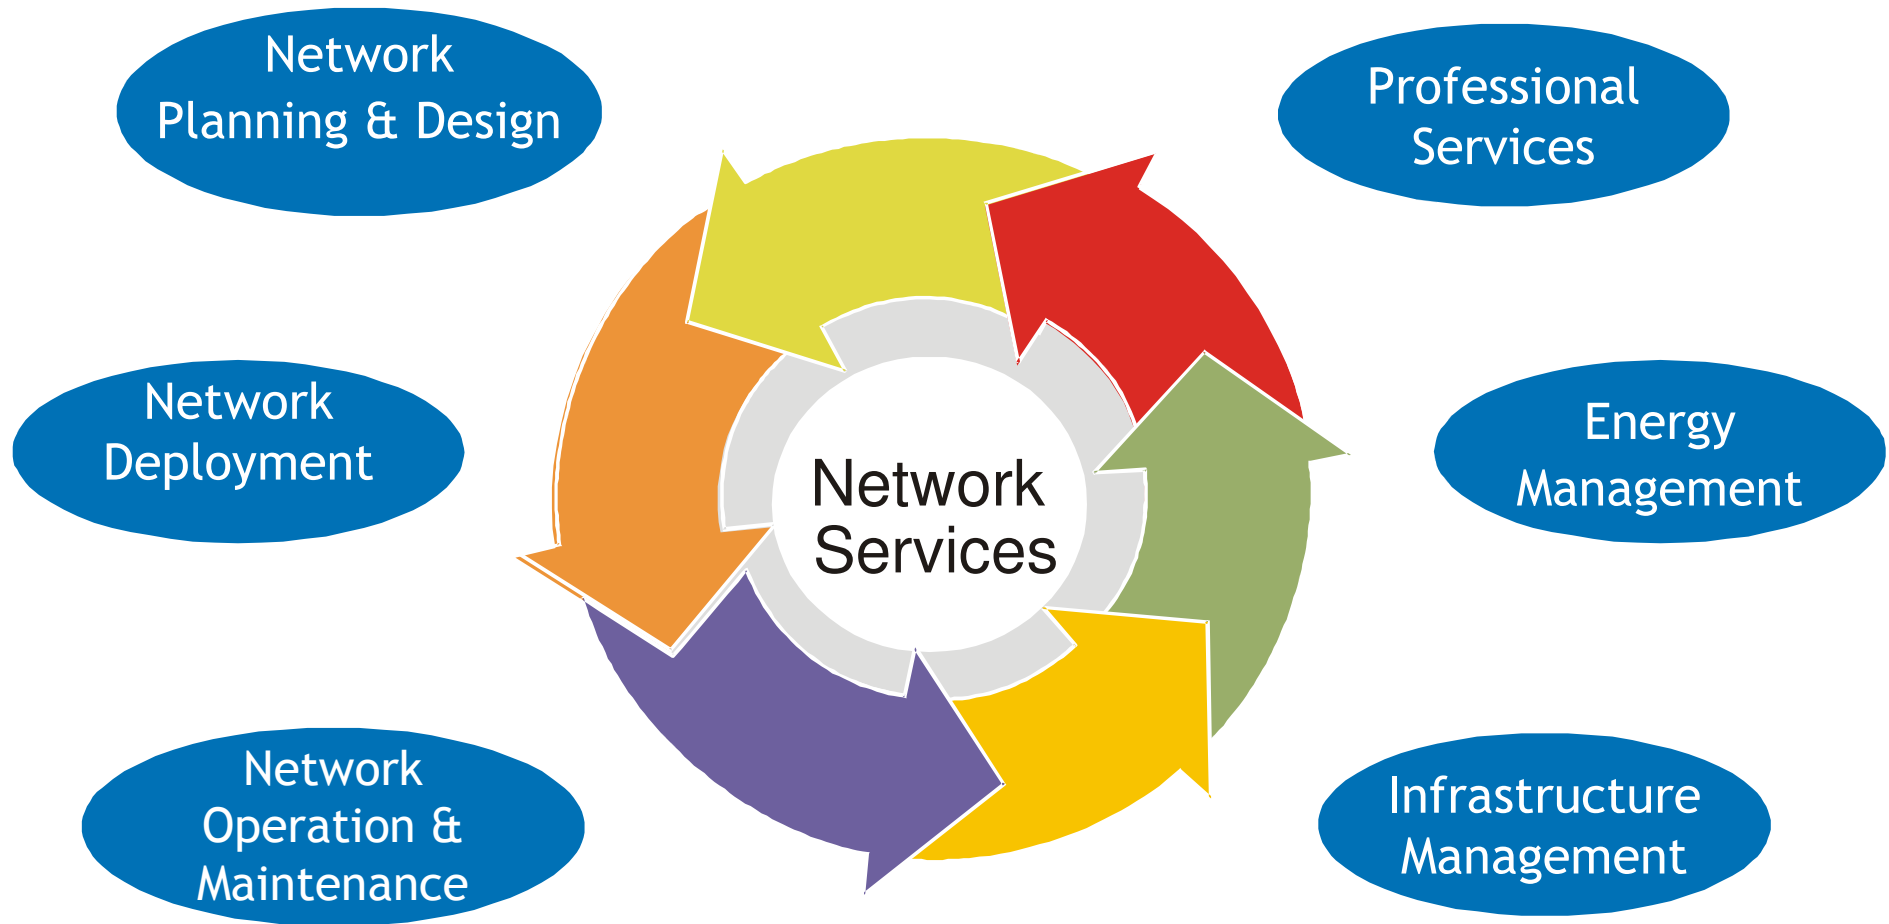 Network
Planning & Design
Professional
Services
Network
Deployment
Network
Services
Energy
Management
Network
Operation &
Maintenance
Infrastructure
Management